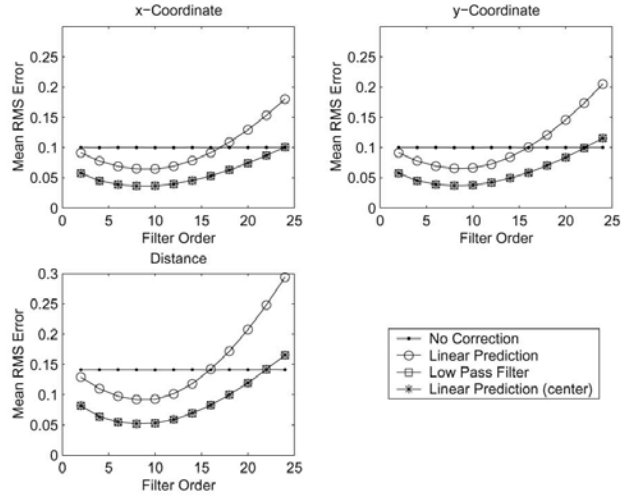 x-Coordinate
Mean RMS Error
0.3
0.25
0.2
0.15
0.1
0.05
0
0 5 10 15 20 25
Filter Order
y-Coordinate
Mean RMS Error
0.3
0.25
0.2
0.15
0.1
0.05
0
0 5 10 15 20 25
Filter Order
Distance
Mean RMS Error
0.3
0.25
0.2
0.15
0.1
0.05
0
0 5 10 15 20 25
Filter Order
No Correction
Linear Prediction
Low Pass Filter
Linear Prediction (center)